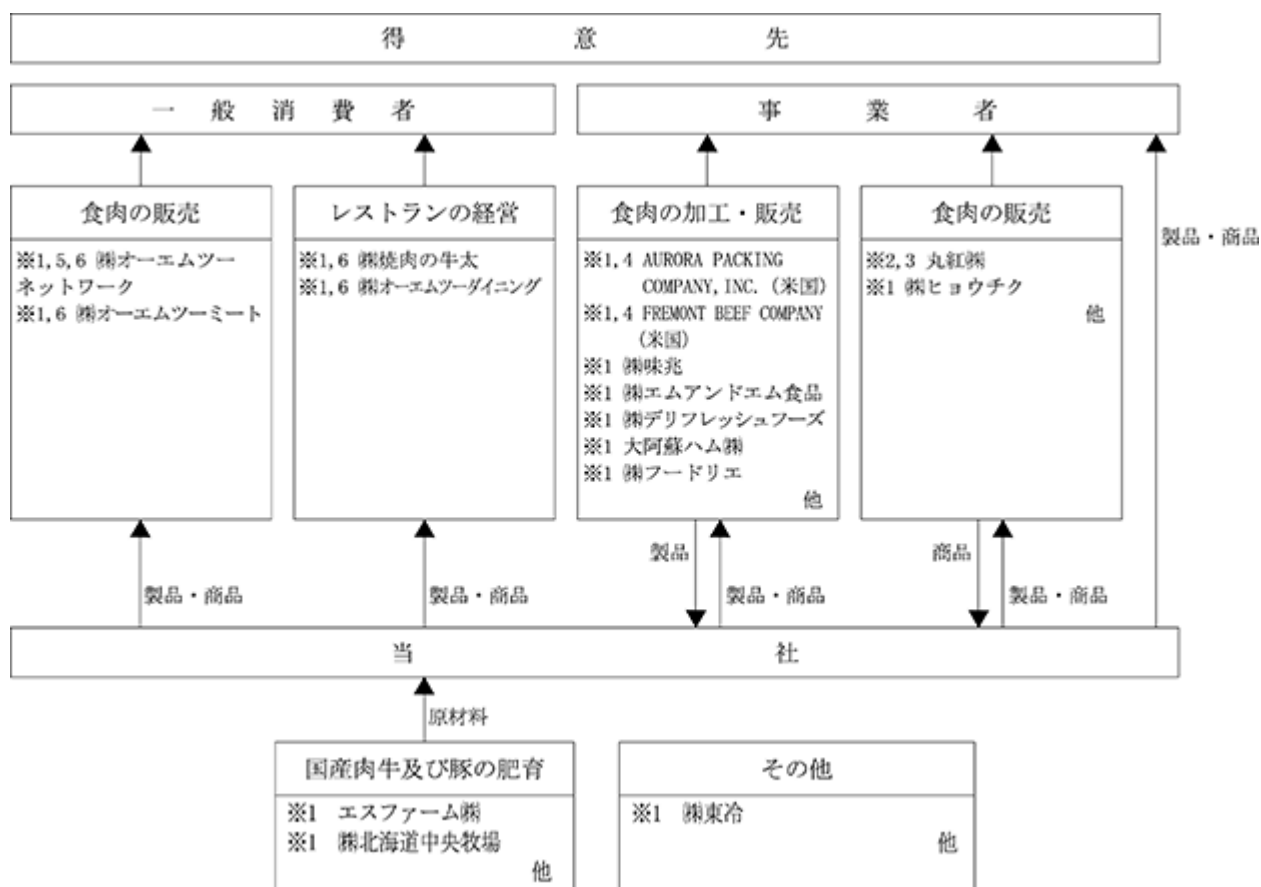 得意先
一般消費者
事業者
食肉の販売
※1,5,6 ㈱オーエムツー
ネットワーク
※1,6 ㈱オーエムツーミート
レストランの経営
※1,6 ㈱焼肉の牛太
※1,6 ㈱オーエムツーダイニング
食肉の加工・販売
※1,4 AURORA PACKING
COMPANY,INC. (米国)
※1,4 FREMONT BEEF COMPANY
(米国)
※1 ㈱味兆
※1 ㈱エムアンドエム食品
※1 ㈱デリフレッシュフーズ
※1 大阿蘇ハム㈱
※1 ㈱フードリエ
他
食肉の販売
※2,3 丸紅㈱
※1 ㈱ヒョウチク
他
製品・商品
製品・商品
製品・商品
製品
製品・商品
商品
製品・商品
当社
原材料
国産肉牛及び豚の肥育
※1 エスファーム㈱
※1 ㈱北海道中央牧場
他
その他
※1 ㈱東冷
他